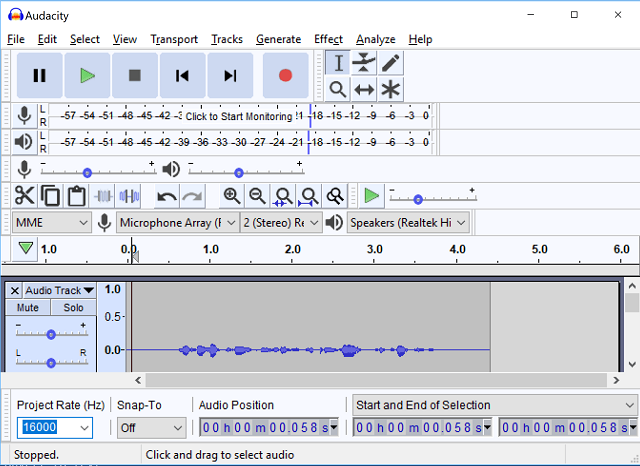 Audacity
File Edit Select View Transport Tracks Generate Effect Analyze Help
L
R
-57 -54 -51 -48 -45 -42 Click to Start Monitoring -18 -15 -12 -9 -6 -3 0
L
R
-57 -54 -51 -48 -45 -42 -39 -36 -33 -30 -27 -24 -21 -18 -15 -12 -9 -6 -3 0
- + - +
- +
MME Microphone Array (F 2 (Stereo) Re Speakers (Realtek Hi
1.0 0.0 1.0 2.0 3.0 4.0 5.0 6.0
X Audio Track 1.0
Mute Solo 0.5-
- +
L R 0.0-
Project Rate (Hz) Snap-To Audio Position Start and End of Selection
16000 Off 00 h 00 m 00.058 s 00 h 00 m 00.058 s 00 h 00 m 00.058 s
Stopped. Click and drag to select audio